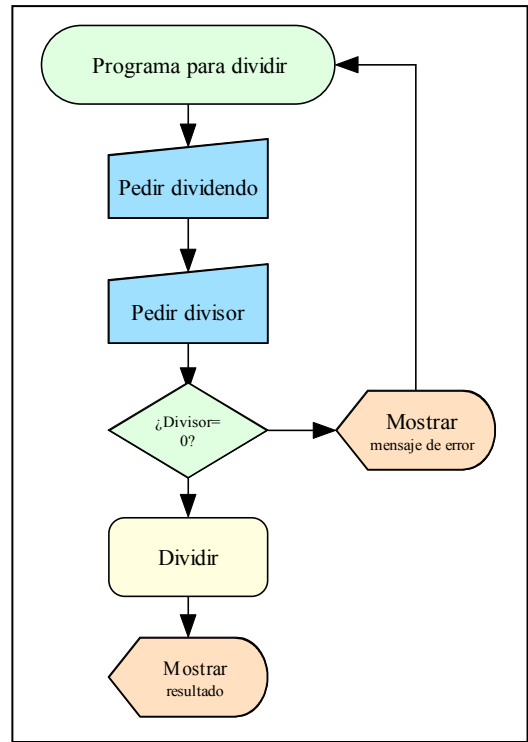 Programa para dividir
Pedir dividendo
Pedir divisor
¿Divisor=
0?
Mostrar
mensaje de error
Dividir
Mostrar
resultado